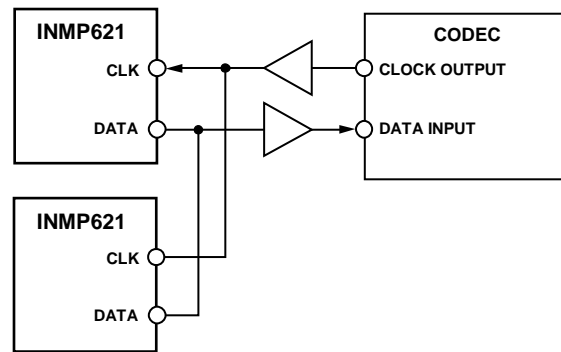 INMP621
CLK
DATA
CODEC
CLOCK OUTPUT
DATA INPUT
INMP621
CLK
DATA